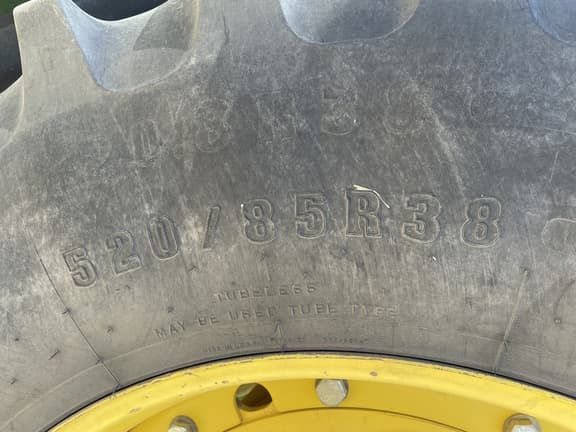 520/85R38
TUBELESS
MAY BE USED TUBE TYPE